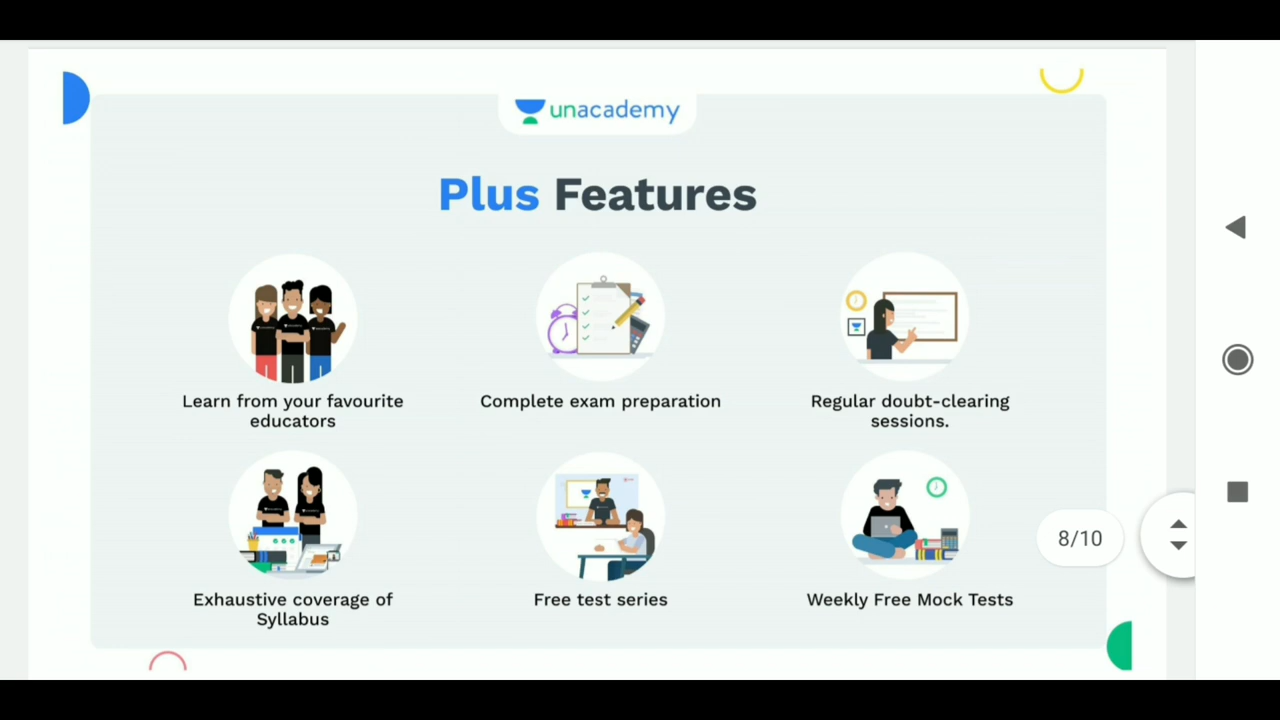 unacademy
Plus Features
Learn from your favourite
educators
Complete exam preparation
Regular doubt-clearing
sessions.
Exhaustive coverage of
Syllabus
Free test series
Weekly Free Mock Tests
8/10